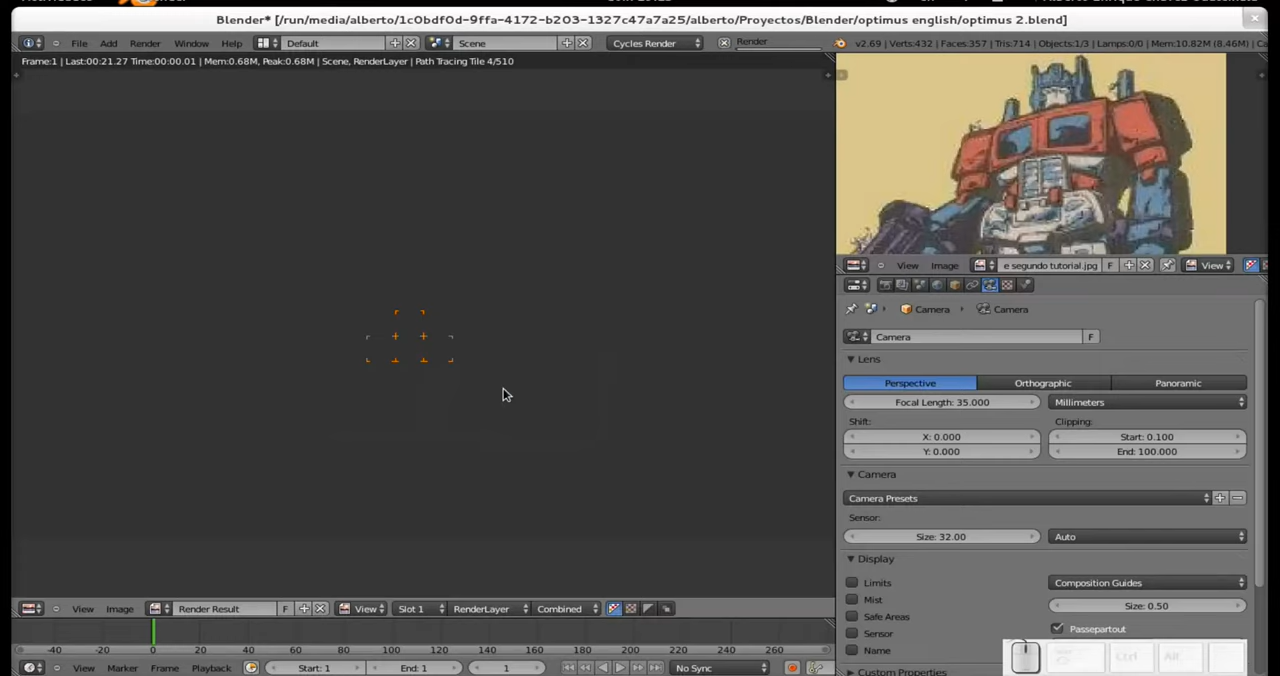 Blender* [/run/media/alberto/1c0bdf0d-9ffa-4172-b203-1327c47a7a25/alberto/Proyectos/Blender/optimus english/optimus 2.blend]
File Add Render Window Help Default Scene Cycles Render Render v2.69 | Verts:432 | Faces:357 | Tris:714 | Objects:1/3 | Lamps:0/0 | Mem:10.82M (8.46M) | Ca
Frame:1 | Last:00:21.27 Time:00:00.01 | Mem:0.68M, Peak:0.68M | Scene, RenderLayer | Path Tracing Tile 4/510
View Image e segundo tutorial.jpg F View
Camera Camera
Camera F
Lens
Perspective Orthographic Panoramic
Focal Length: 35.000 Millimeters
Shift: Clipping:
X: 0.000 Start: 0.100
Y: 0.000 End: 100.000
Camera
Camera Presets
Sensor:
Size: 32.00 Auto
Display
Limits Composition Guides
Mist Size: 0.50
Safe Areas
Sensor Passepartout
Name
Custom Properties
Ctrl Alt
View Image Render Result F View Slot 1 RenderLayer Combined
-40 -20 0 20 40 60 80 100 120 140 160 180 200 220 240 260
View Marker Frame Playback Start: 1 End: 1 1 No Sync